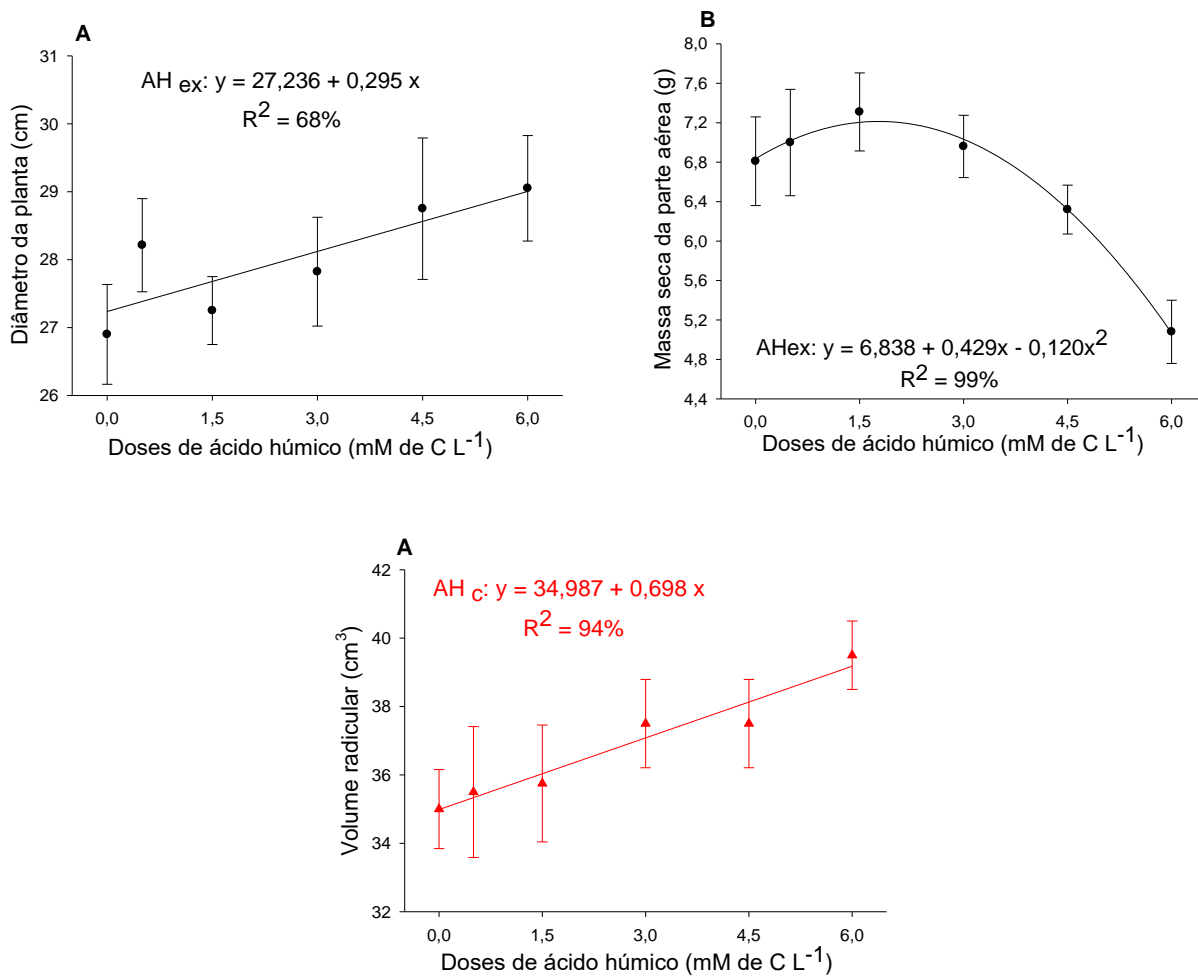 A
AH ex: y = 27,236 + 0,295 x
R² = 68%
Diâmetro da planta (cm)
31
30
29
28
27
26
0,0 1,5 3,0 4,5 6,0
Doses de ácido húmico (mM de C L⁻¹)
B
Massa seca da parte aérea (g)
8,0
7,6
7,2
6,8
6,4
6,0
5,6
5,2
4,8
4,4
AHex: y = 6,838 + 0,429x - 0,120x²
R² = 99%
0,0 1,5 3,0 4,5 6,0
Doses de ácido húmico (mM de C L⁻¹)
A
AH c: y = 34,987 + 0,698 x
R² = 94%
Volume radicular (cm³)
42
40
38
36
34
32
0,0 1,5 3,0 4,5 6,0
Doses de ácido húmico (mM de C L⁻¹)